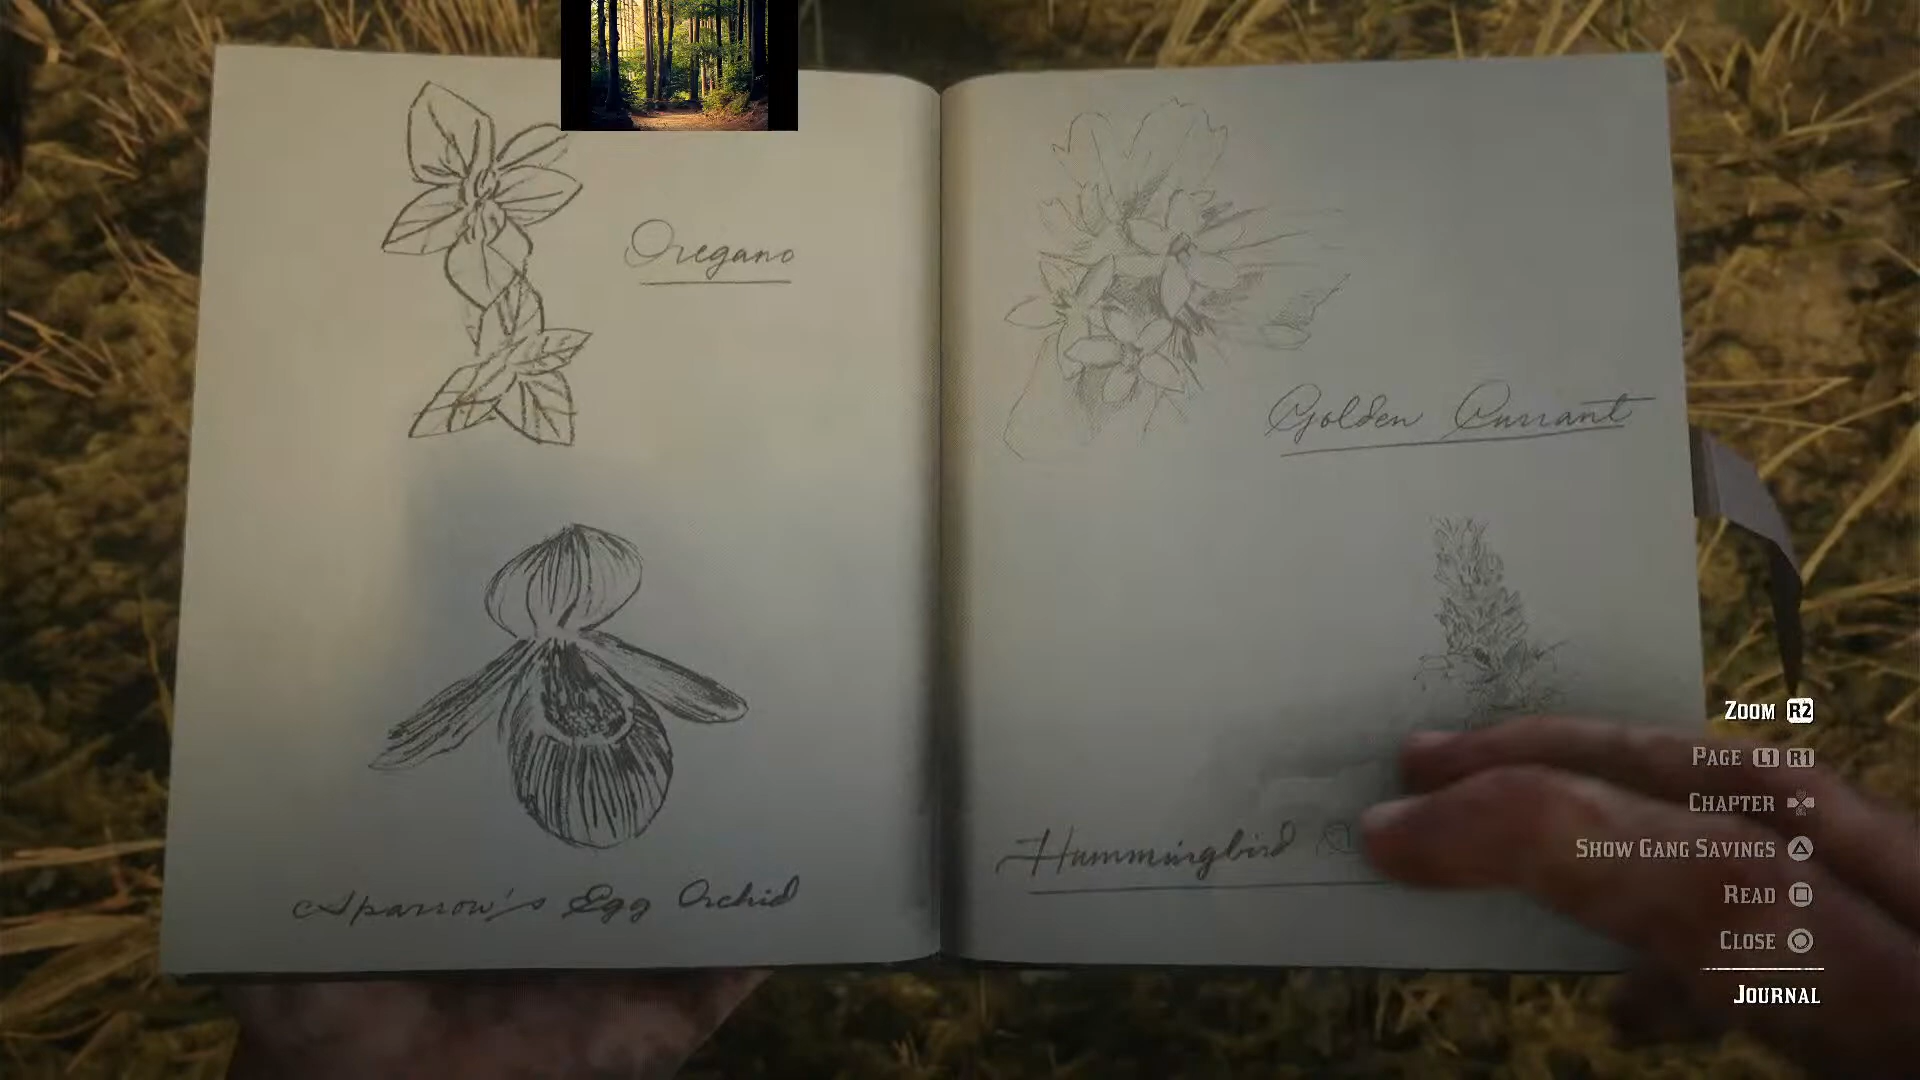 Oregano
Sparrow's Egg Orchid
Golden Currant
Hummingbird
ZOOM R2
PAGE L1 R1
CHAPTER
SHOW GANG SAVINGS
READ
CLOSE
JOURNAL